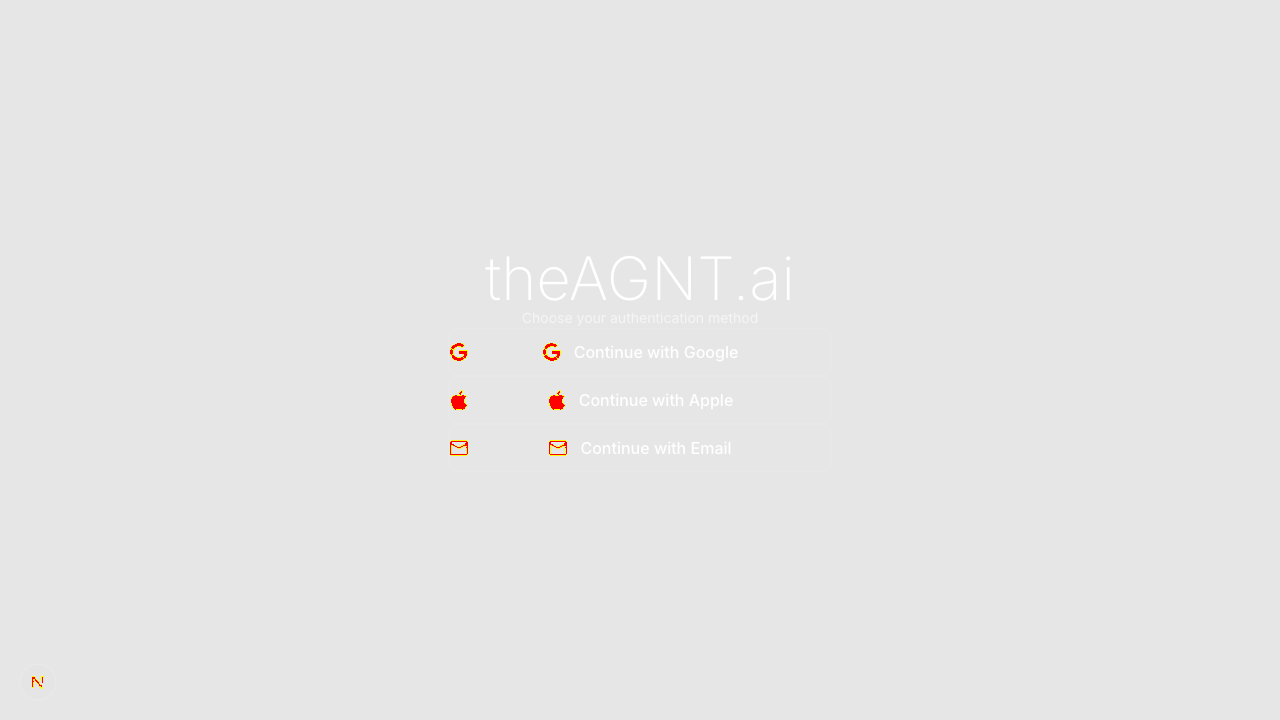 theAGNT.ai
Choose your authentication method
Continue with Google
Continue with Apple
Continue with Email
N